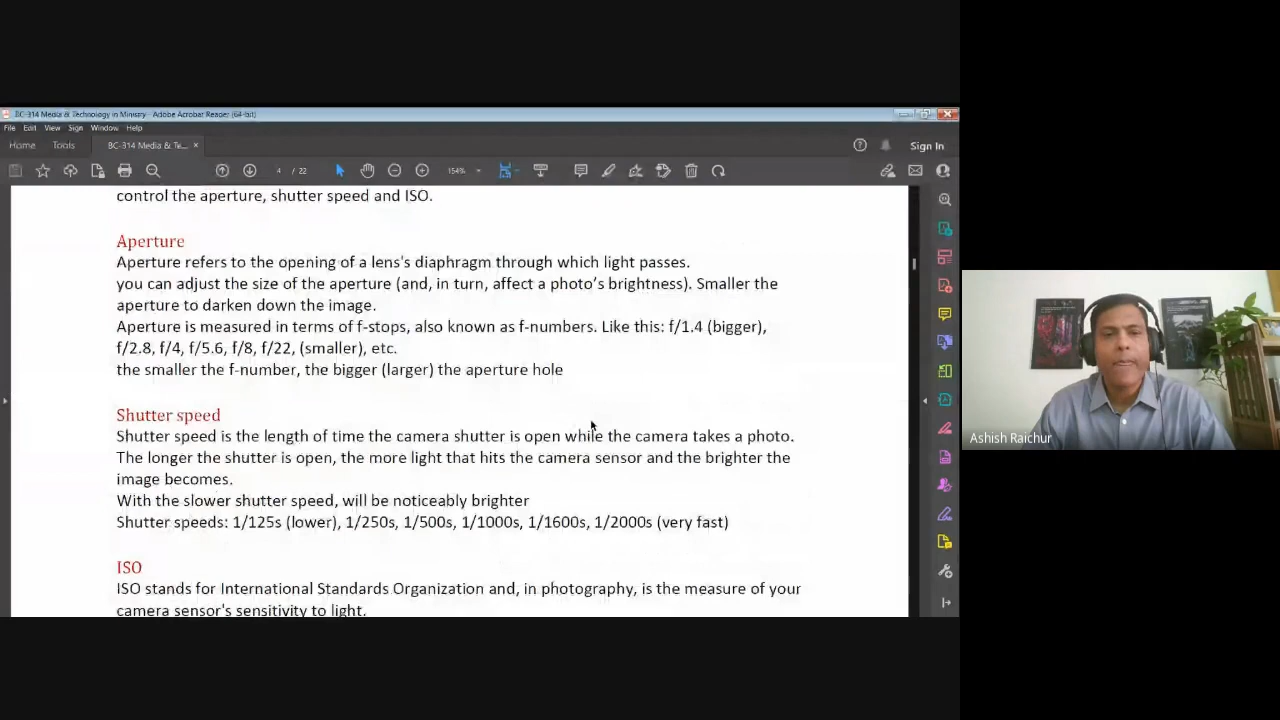 BC-314 Media & Technology in Ministry - Adobe Acrobat Reader (64-bit)
File Edit View Sign Window Help
Home Tools BC-314 Media & Te... × Sign In
4 / 22 154%
control the aperture, shutter speed and ISO.
Aperture
Aperture refers to the opening of a lens's diaphragm through which light passes.
you can adjust the size of the aperture (and, in turn, affect a photo's brightness). Smaller the
aperture to darken down the image.
Aperture is measured in terms of f-stops, also known as f-numbers. Like this: f/1.4 (bigger),
f/2.8, f/4, f/5.6, f/8, f/22, (smaller), etc.
the smaller the f-number, the bigger (larger) the aperture hole
Shutter speed
Shutter speed is the length of time the camera shutter is open while the camera takes a photo.
The longer the shutter is open, the more light that hits the camera sensor and the brighter the
image becomes.
With the slower shutter speed, will be noticeably brighter
Shutter speeds: 1/125s (lower), 1/250s, 1/500s, 1/1000s, 1/1600s, 1/2000s (very fast)
ISO
ISO stands for International Standards Organization and, in photography, is the measure of your
camera sensor's sensitivity to light.
Ashish Raichur